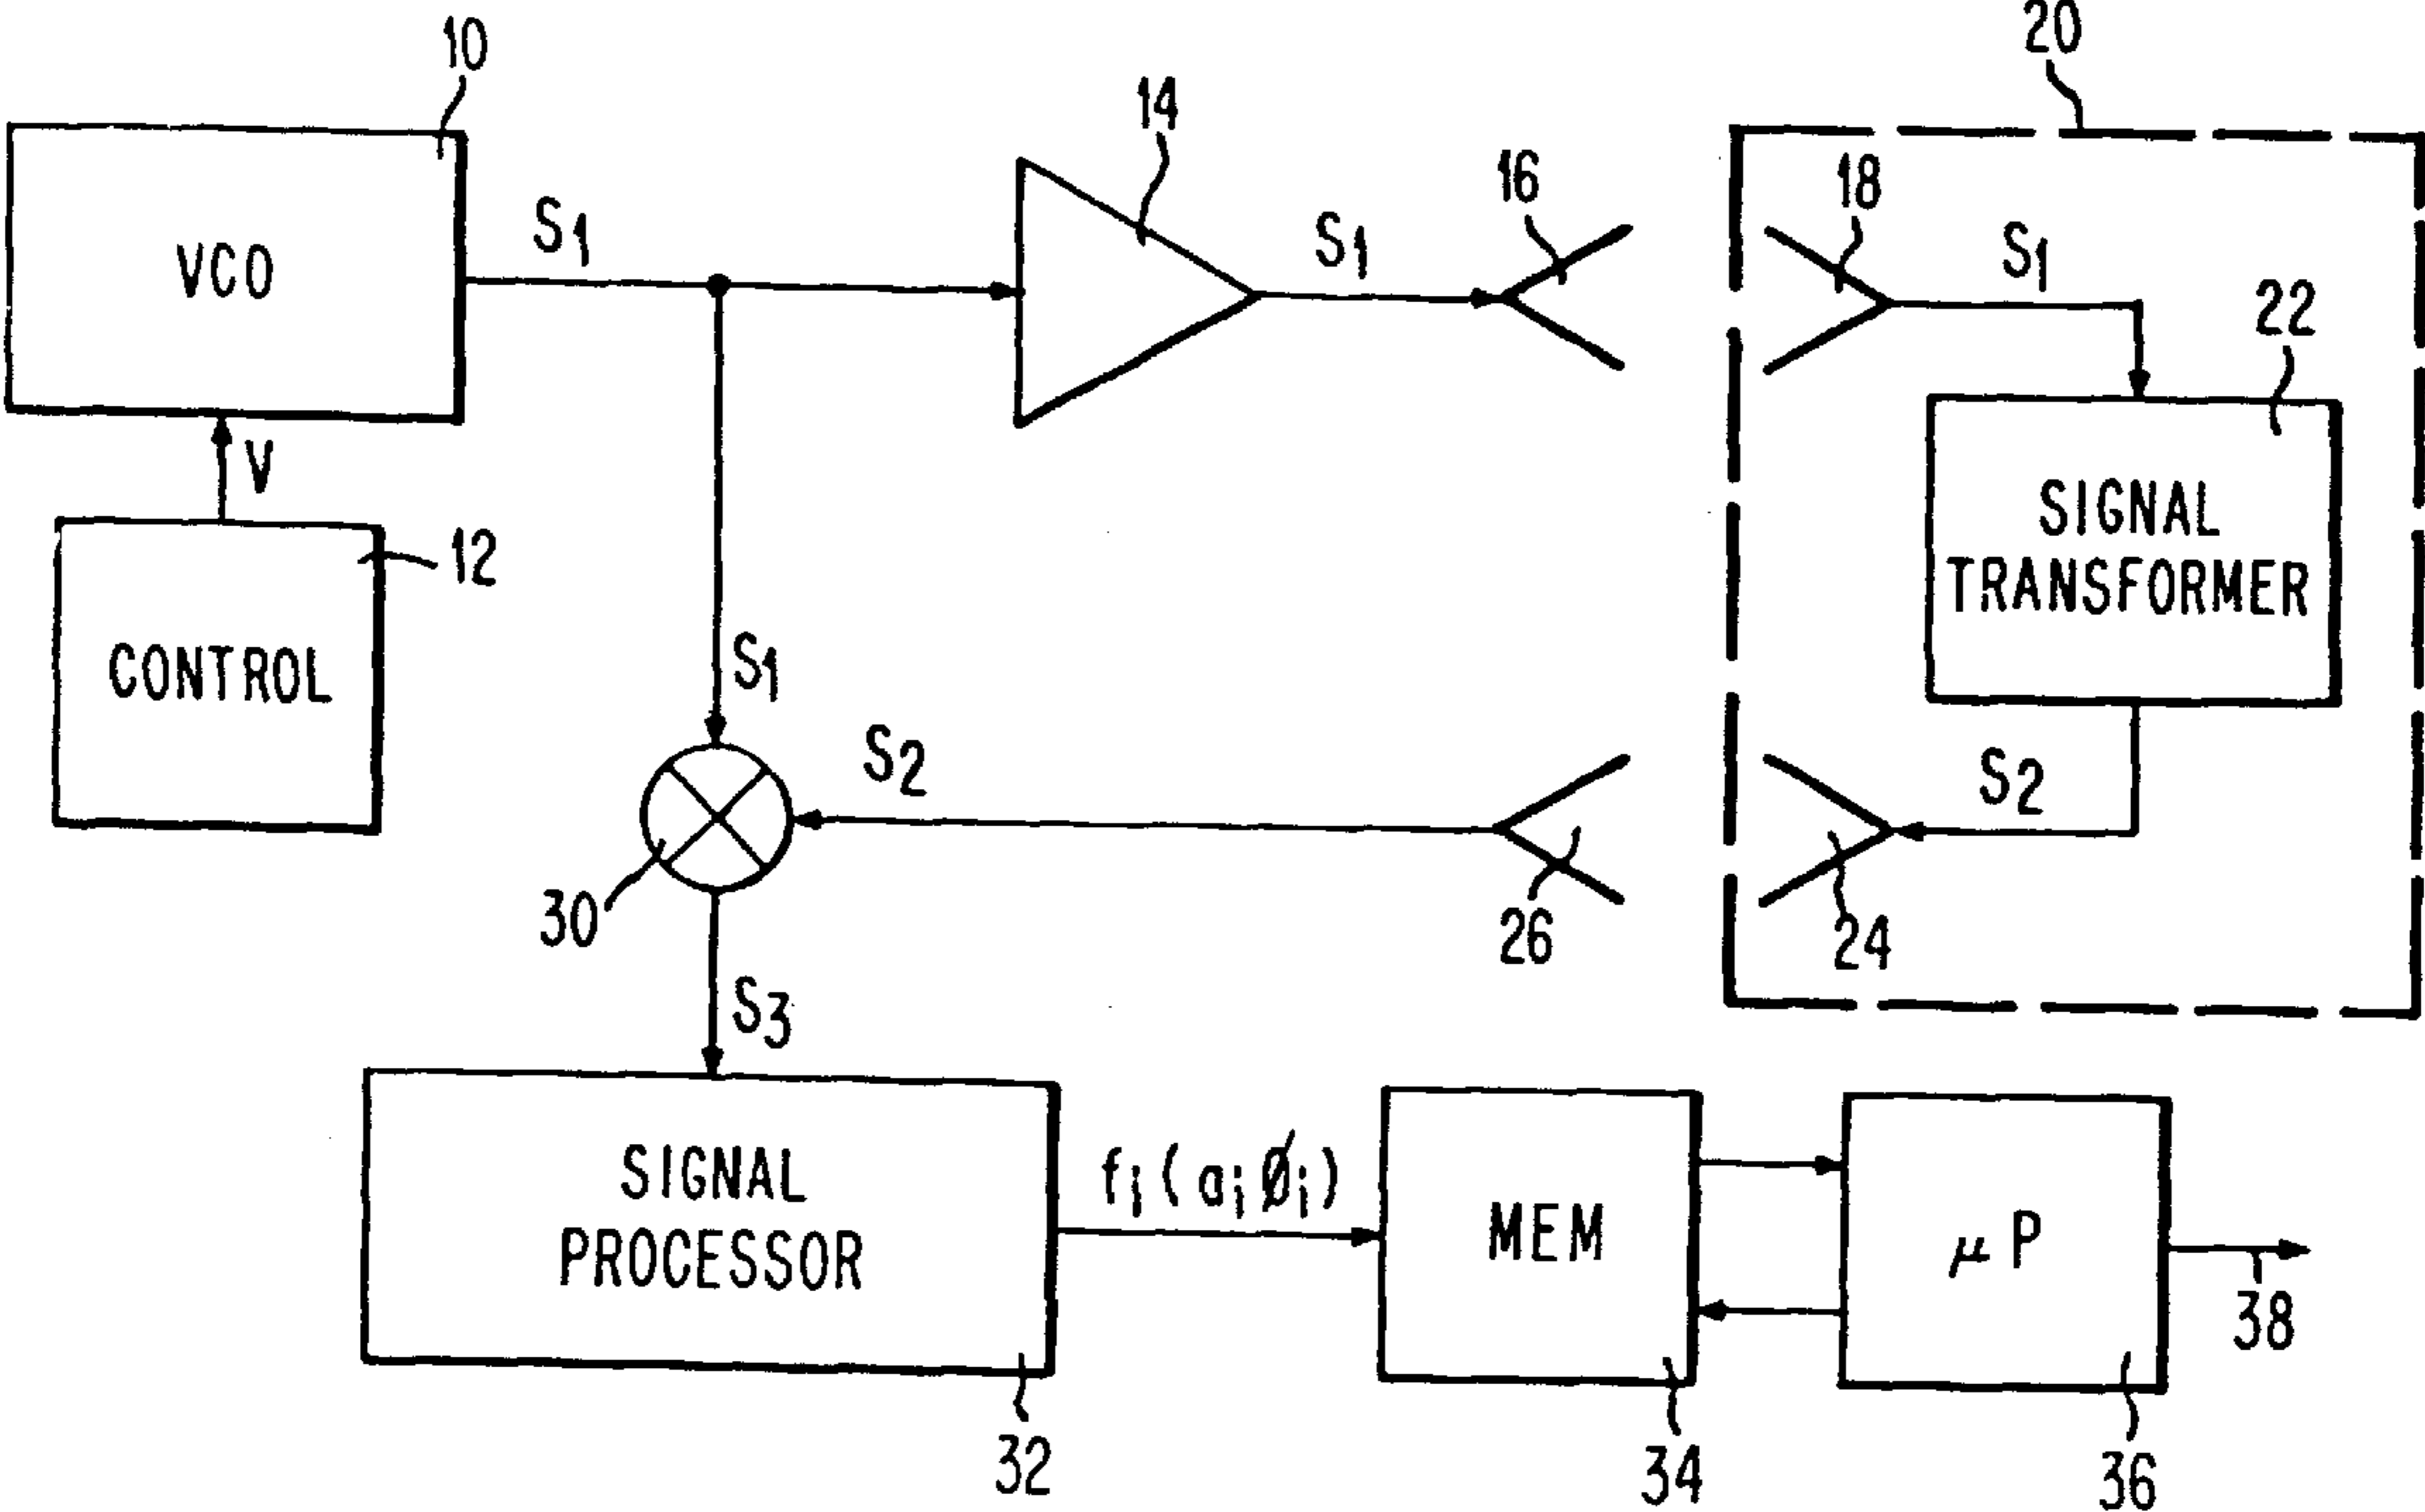 10
20
14
16
18
VCO
S1
S1
S1
22
V
12
SIGNAL
TRANSFORMER
CONTROL
S1
S2
S2
30
26
24
S3
SIGNAL
PROCESSOR
fi(aiØi)
MEM
μP
38
32
34
36